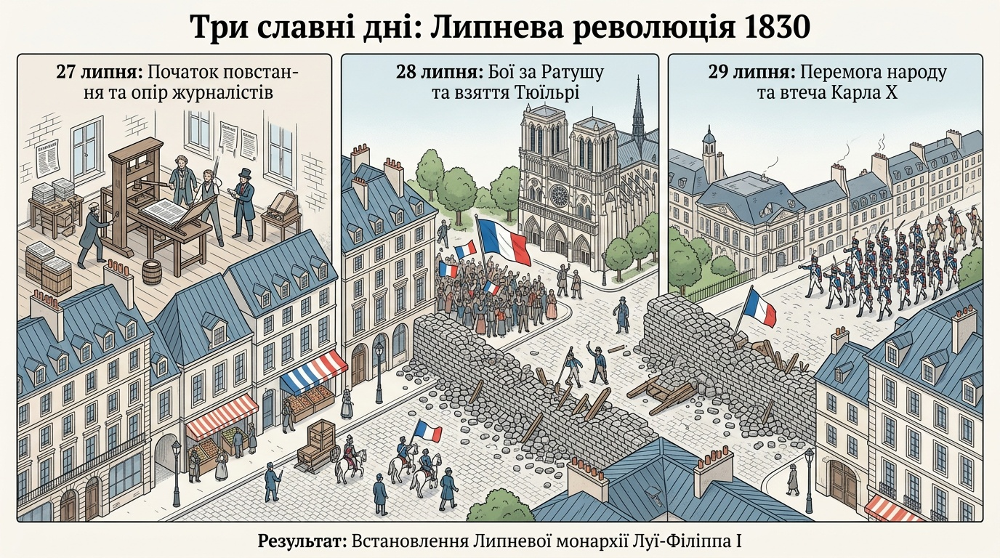 Три славні дні: Липнева революція 1830
27 липня: Початок повстан-
ня та опір журналістів
28 липня: Бої за Ратушу
та взяття Тюїльрі
29 липня: Перемога народу
та втеча Карла X
Результат: Встановлення Липневої монархії Луї-Філіппа I